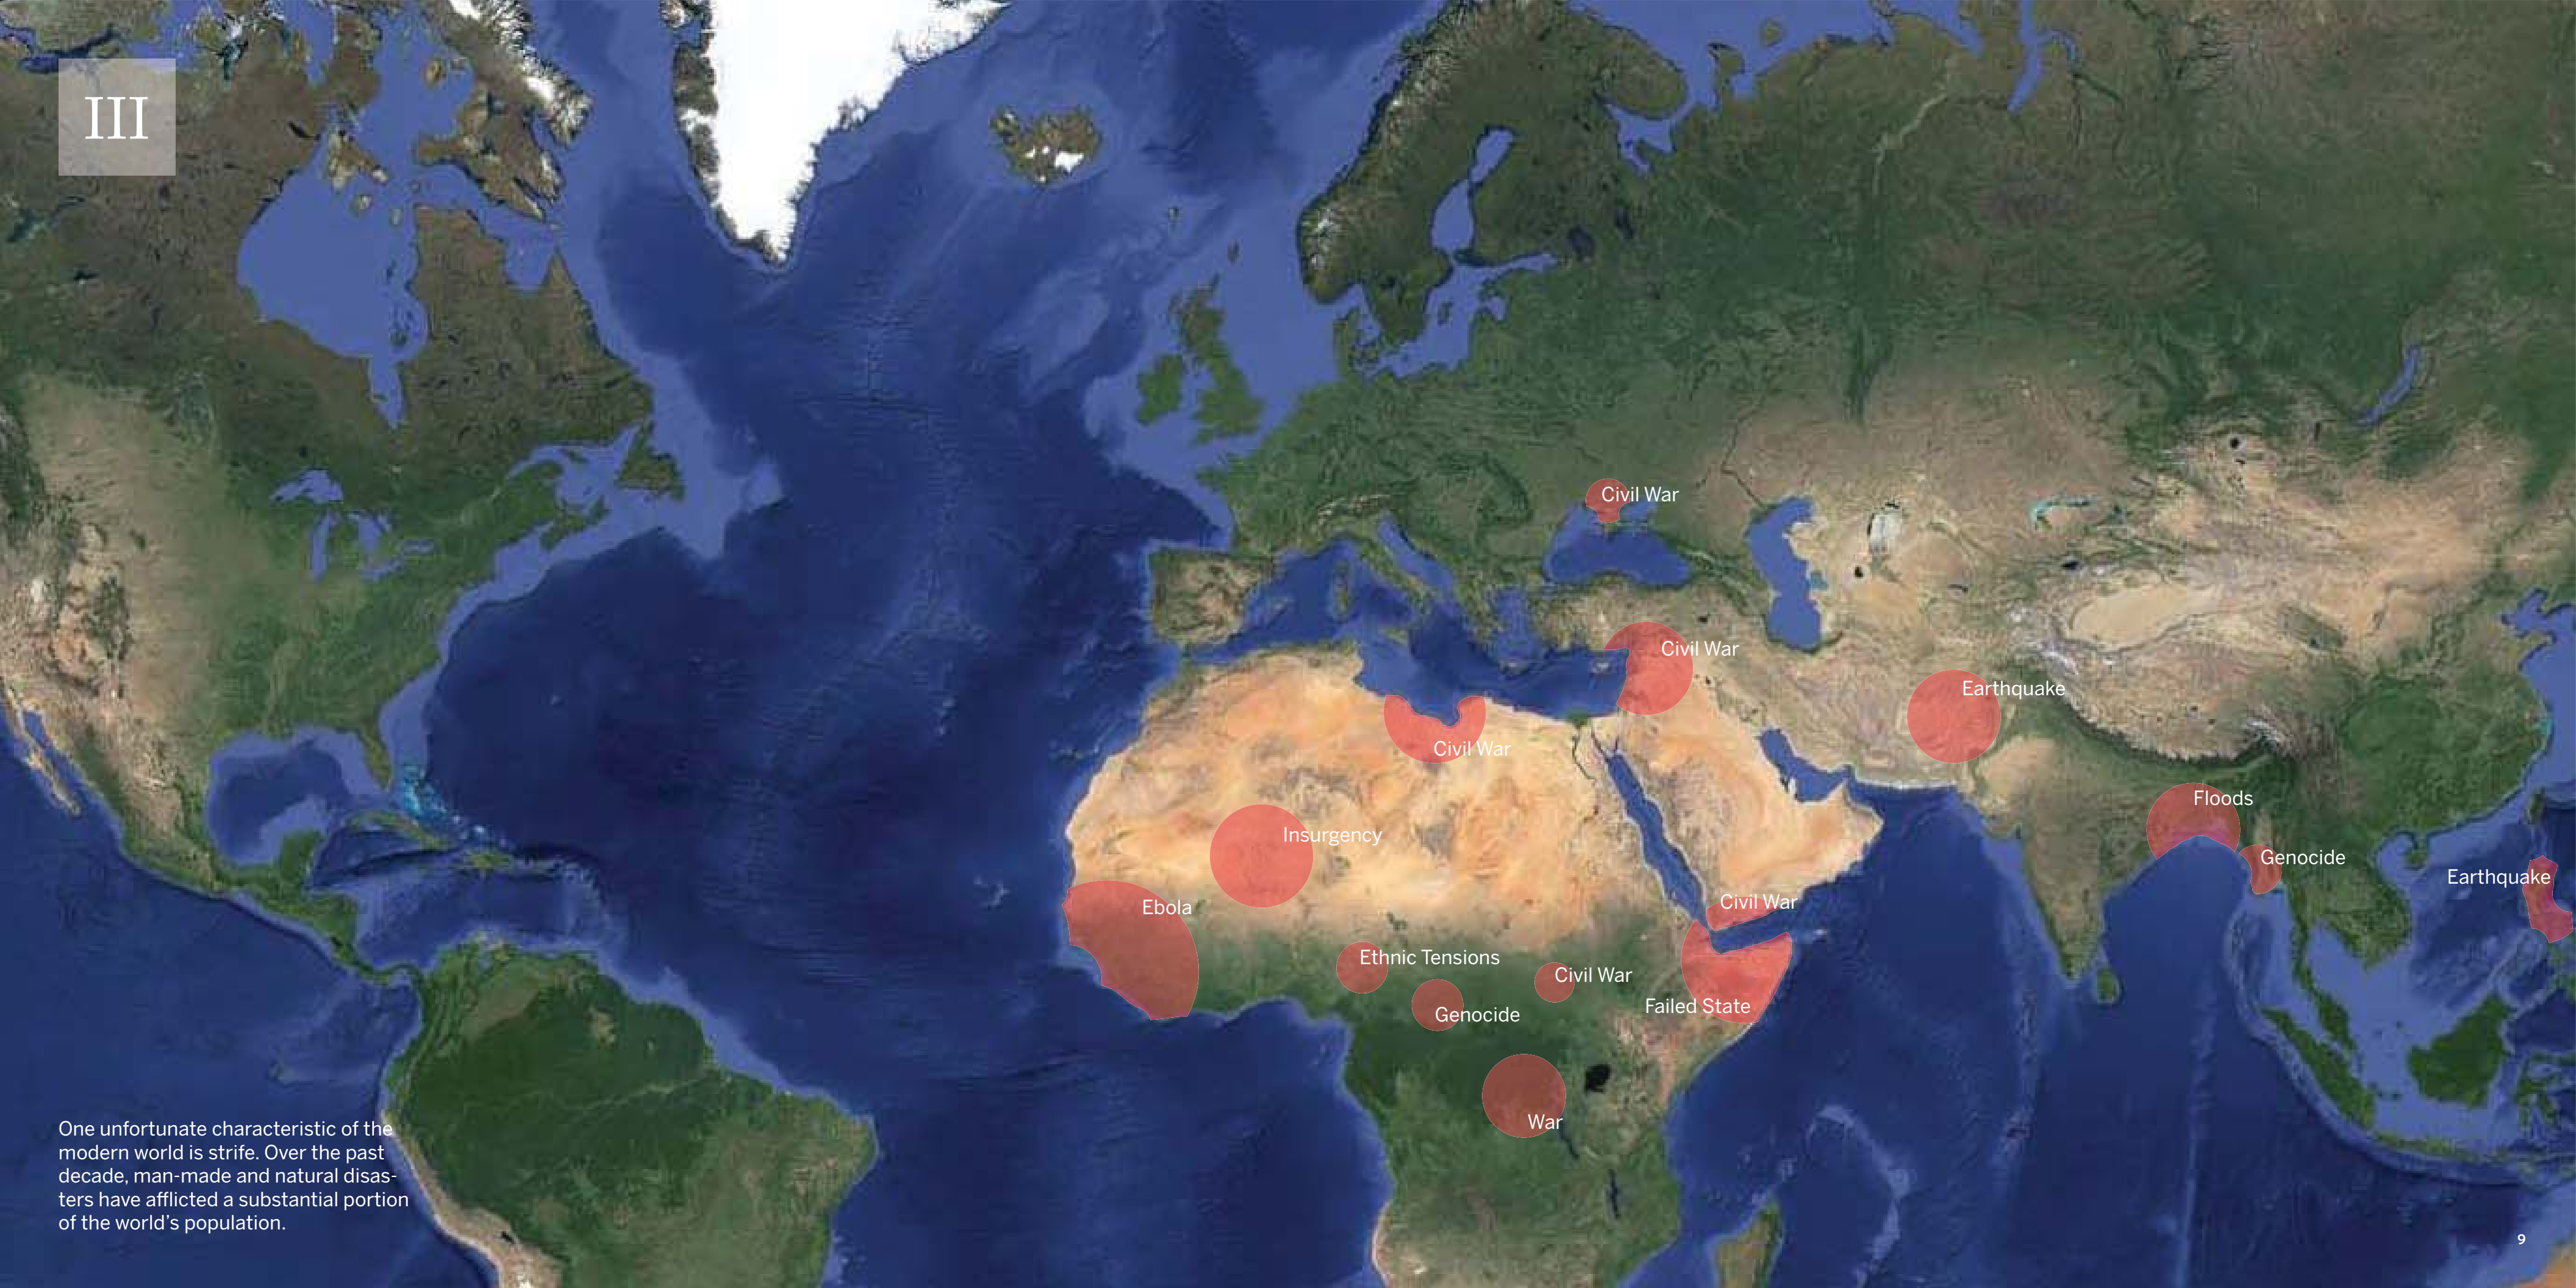 III
Civil War
Civil War
Earthquake
Civil War
Floods
Insurgency
Genocide
Earthquake
Civil War
Ebola
Ethnic Tensions
Civil War
Failed State
Genocide
War
One unfortunate characteristic of the
modern world is strife. Over the past
decade, man-made and natural disas-
ters have afflicted a substantial portion
of the world's population.
9